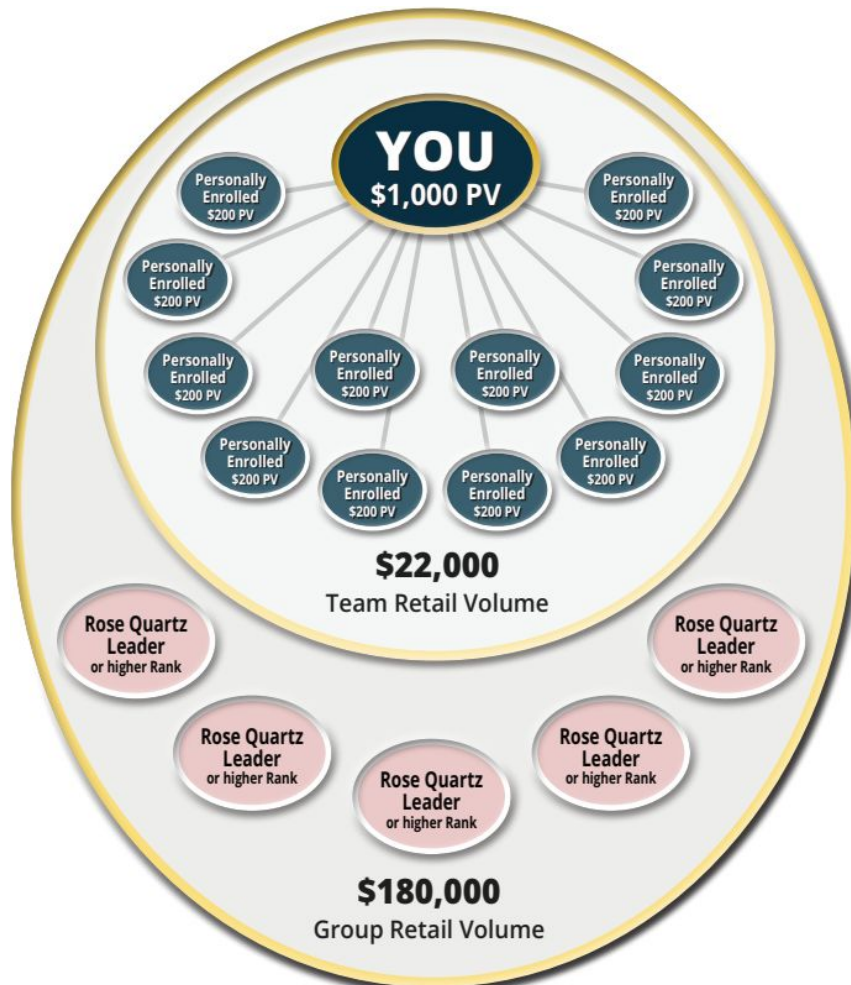 YOU
$1,000 PV
Personally
Enrolled
$200 PV
Personally
Enrolled
$200 PV
Personally
Enrolled
$200 PV
Personally
Enrolled
$200 PV
Personally
Enrolled
$200 PV
Personally
Enrolled
$200 PV
Personally
Enrolled
$200 PV
Personally
Enrolled
$200 PV
Personally
Enrolled
$200 PV
Personally
Enrolled
$200 PV
Personally
Enrolled
$200 PV
Personally
Enrolled
$200 PV
$22,000
Team Retail Volume
Rose Quartz
Leader
or higher Rank
Rose Quartz
Leader
or higher Rank
Rose Quartz
Leader
or higher Rank
Rose Quartz
Leader
or higher Rank
Rose Quartz
Leader
or higher Rank
$180,000
Group Retail Volume